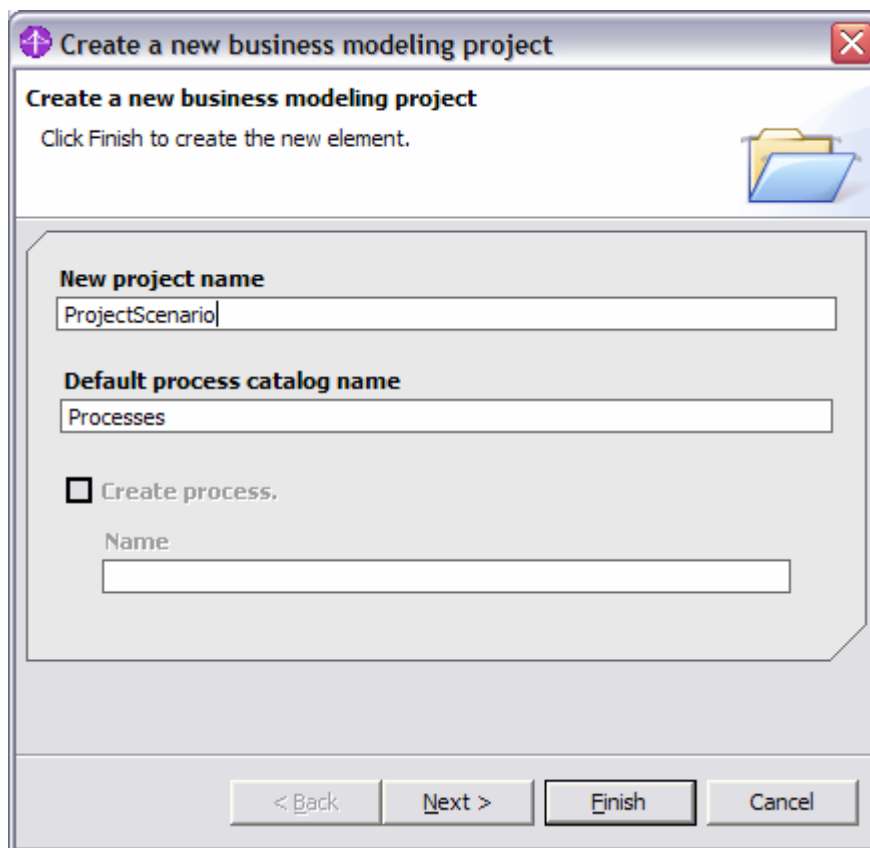 Create a new business modeling project
Create a new business modeling project
Click Finish to create the new element.
New project name
ProjectScenario
Default process catalog name
Processes
Create process.
Name
< Back Next > Finish Cancel